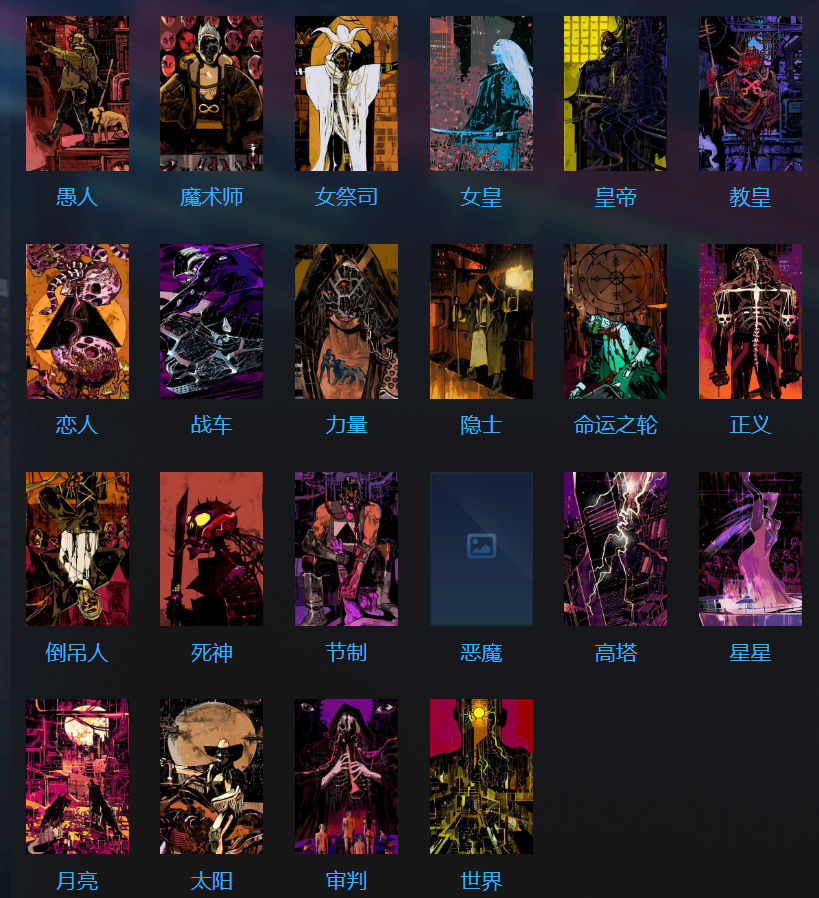 愚人
魔术师
女祭司
女皇
皇帝
教皇
恋人
战车
力量
隐士
命运之轮
正义
倒吊人
死神
节制
恶魔
高塔
星星
月亮
太阳
审判
世界